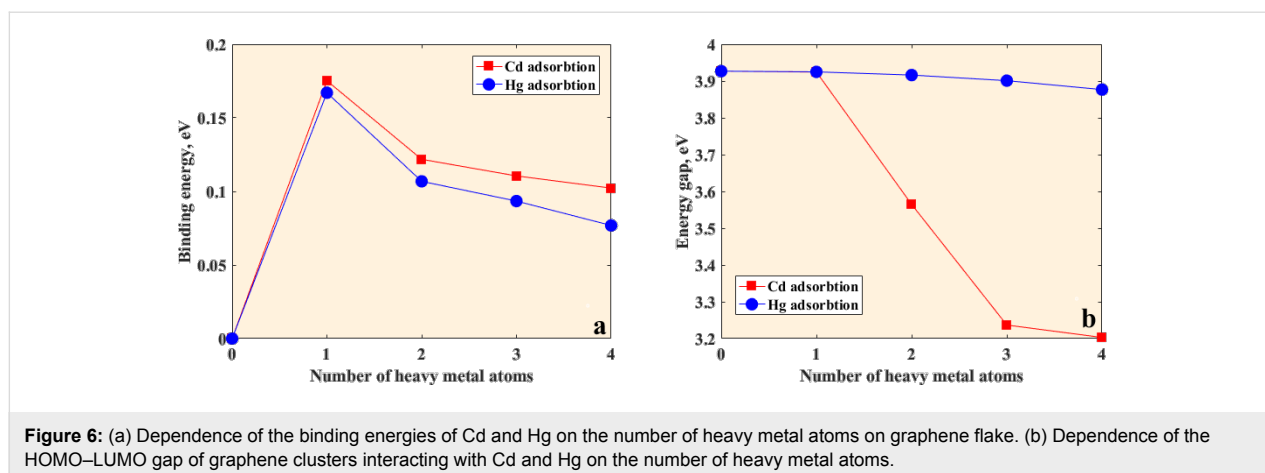 0.2
0.15
0.1
0.05
0
Binding energy, eV
Cd adsorbtion
Hg adsorbtion
a
0 1 2 3 4
Number of heavy metal atoms
4
3.9
3.8
3.7
3.6
3.5
3.4
3.3
3.2
Energy gap, eV
Cd adsorbtion
Hg adsorbtion
b
0 1 2 3 4
Number of heavy metal atoms
Figure 6: (a) Dependence of the binding energies of Cd and Hg on the number of heavy metal atoms on graphene flake. (b) Dependence of the
HOMO–LUMO gap of graphene clusters interacting with Cd and Hg on the number of heavy metal atoms.